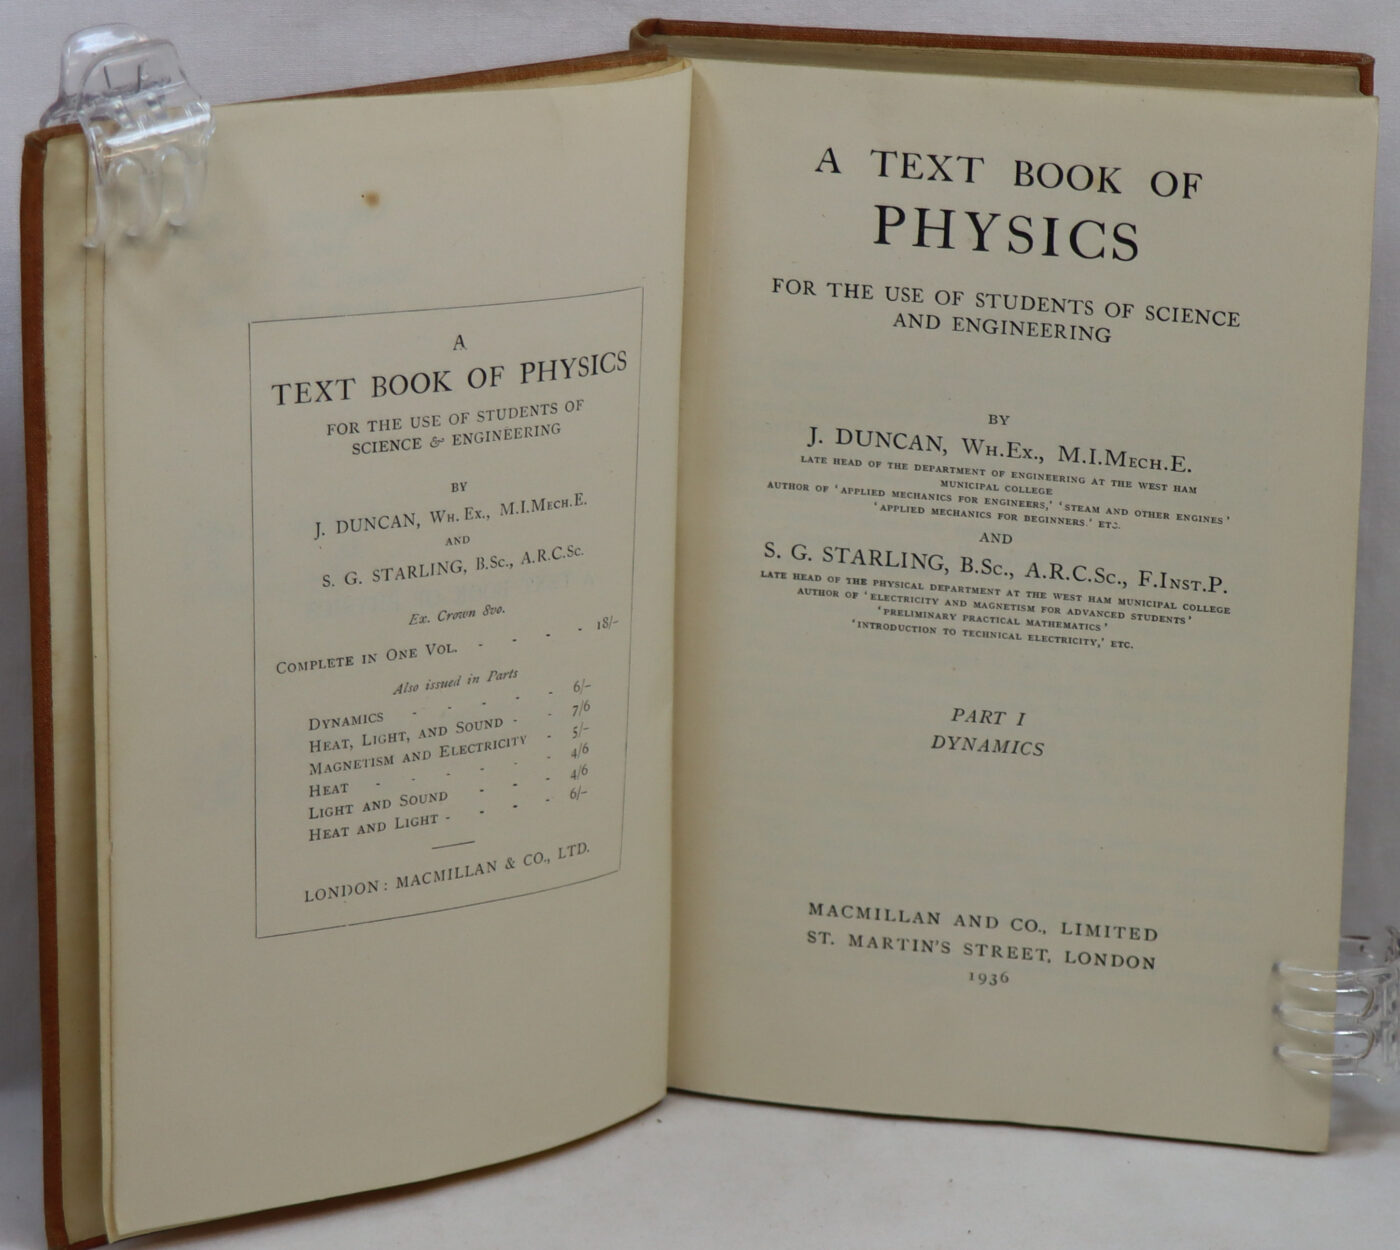 A
TEXT BOOK OF PHYSICS
FOR THE USE OF STUDENTS OF
SCIENCE & ENGINEERING
BY
J. DUNCAN, WH. EX., M.I.MECH.E.
AND
S. G. STARLING, B.SC., A.R.C.SC.
Ex. Crown 8vo.
COMPLETE IN ONE VOL. - - - - 18/-
Also issued in Parts
DYNAMICS - - - - - 6/-
HEAT, LIGHT, AND SOUND - - 7/6
MAGNETISM AND ELECTRICITY - 5/-
HEAT - - - - - - 4/6
LIGHT AND SOUND - - - 4/6
HEAT AND LIGHT - - - - 6/-
LONDON: MACMILLAN & CO., LTD.
A TEXT BOOK OF
PHYSICS
FOR THE USE OF STUDENTS OF SCIENCE
AND ENGINEERING
BY
J. DUNCAN, WH.EX., M.I.MECH.E.
LATE HEAD OF THE DEPARTMENT OF ENGINEERING AT THE WEST HAM
MUNICIPAL COLLEGE
AUTHOR OF 'APPLIED MECHANICS FOR ENGINEERS,' 'STEAM AND OTHER ENGINES'
'APPLIED MECHANICS FOR BEGINNERS.' ETC.
AND
S. G. STARLING, B.SC., A.R.C.SC., F.INST.P.
LATE HEAD OF THE PHYSICAL DEPARTMENT AT THE WEST HAM MUNICIPAL COLLEGE
AUTHOR OF 'ELECTRICITY AND MAGNETISM FOR ADVANCED STUDENTS'
'PRELIMINARY PRACTICAL MATHEMATICS'
'INTRODUCTION TO TECHNICAL ELECTRICITY,' ETC.
PART I
DYNAMICS
MACMILLAN AND CO., LIMITED
ST. MARTIN'S STREET, LONDON
1936